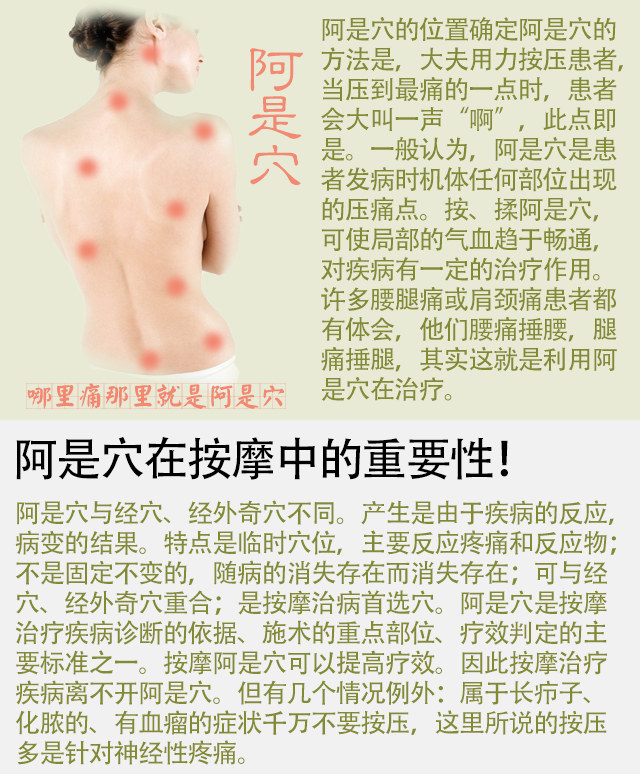 阿是穴
阿是穴的位置确定阿是穴的
方法是，大夫用力按压患者，
当压到最痛的一点时，患者
会大叫一声“啊”，此点即
是。一般认为，阿是穴是患
者发病时机体任何部位出现
的压痛点。按、揉阿是穴，
可使局部的气血趋于畅通，
对疾病有一定的治疗作用。
许多腰腿痛或肩颈痛患者都
有体会，他们腰痛捶腰，腿
痛捶腿，其实这就是利用阿
是穴在治疗。
哪里痛那里就是阿是穴
阿是穴在按摩中的重要性！
阿是穴与经穴、经外奇穴不同。产生是由于疾病的反应，
病变的结果。特点是临时穴位，主要反应疼痛和反应物；
不是固定不变的，随病的消失存在而消失存在；可与经
穴、经外奇穴重合；是按摩治病首选穴。阿是穴是按摩
治疗疾病诊断的依据、施术的重点部位、疗效判定的主
要标准之一。按摩阿是穴可以提高疗效。因此按摩治疗
疾病离不开阿是穴。但有几个情况例外：属于长疖子、
化脓的、有血瘤的症状千万不要按压，这里所说的按压
多是针对神经性疼痛。